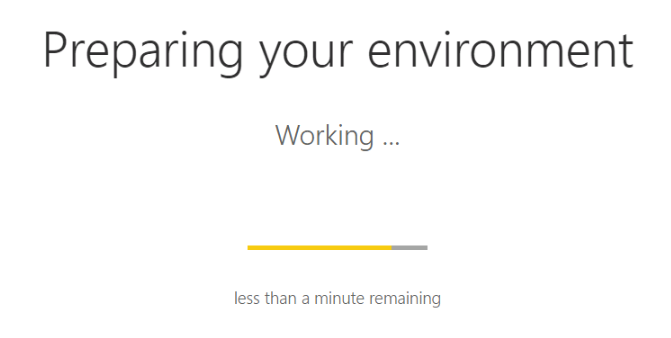 Preparing your environment
Working ...
less than a minute remaining